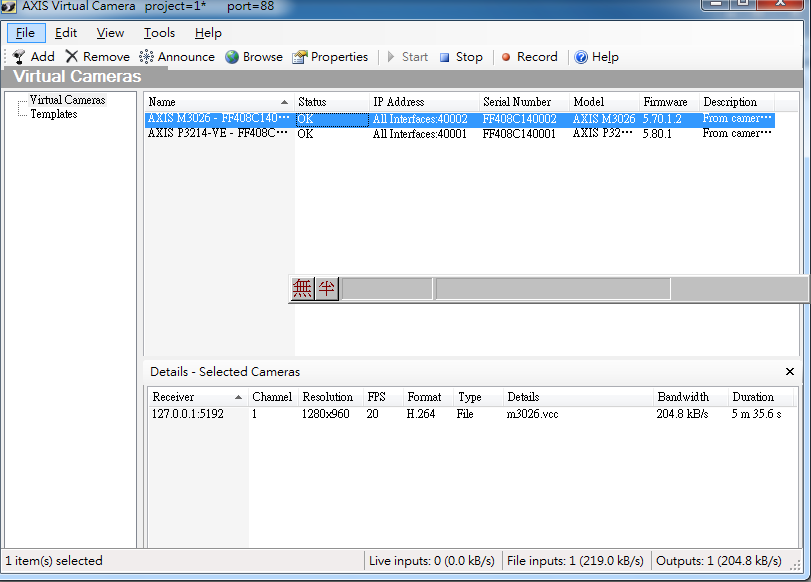 AXIS Virtual Camera project=1* port=88
File Edit View Tools Help
Add Remove Announce Browse Properties Start Stop Record Help
Virtual Cameras
Virtual Cameras
Templates
Name Status IP Address Serial Number Model Firmware Description
AXIS M3026 - FF408C140··· OK All Interfaces:40002 FF408C140002 AXIS M3026 5.70.1.2 From camer···
AXIS P3214-VE - FF408C··· OK All Interfaces:40001 FF408C140001 AXIS P32··· 5.80.1 From camer···
無 半
Details - Selected Cameras
Receiver Channel Resolution FPS Format Type Details Bandwidth Duration
127.0.0.1:5192 1 1280x960 20 H.264 File m3026.vcc 204.8 kB/s 5 m 35.6 s
1 item(s) selected Live inputs: 0 (0.0 kB/s) File inputs: 1 (219.0 kB/s) Outputs: 1 (204.8 kB/s)